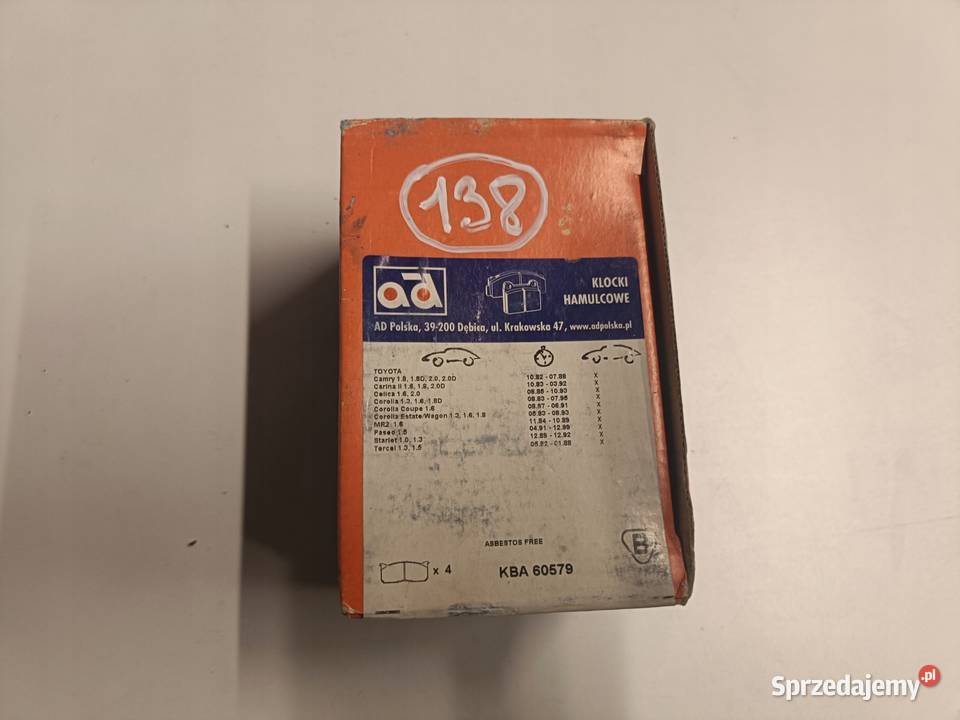 138
ad
KLOCKI
HAMULCOWE
AD Polska, 39-200 Dębica, ul. Krakowska 47, www.adpolska.pl
TOYOTA
Camry 1.8, 1.8D, 2.0, 2.0D 10.82 - 07.88 X
Carina II 1.6, 1.8, 2.0D 10.83 - 03.92 X
Celica 1.6, 2.0 08.85 - 10.93 X
Corolla 1.3, 1.6, 1.8D 08.83 - 07.95 X
Corolla Coupe 1.6 08.87 - 06.91 X
Corolla Estate/Wagon 1.3, 1.6, 1.8 05.83 - 08.93 X
MR2 1.6 11.84 - 10.89 X
Paseo 1.5 04.91 - 12.99 X
Starlet 1.0, 1.3 12.89 - 12.92 X
Tercel 1.3, 1.5 05.82 - 01.88 X
ASBESTOS FREE
B
x 4
KBA 60579
Sprzedajemy.pl